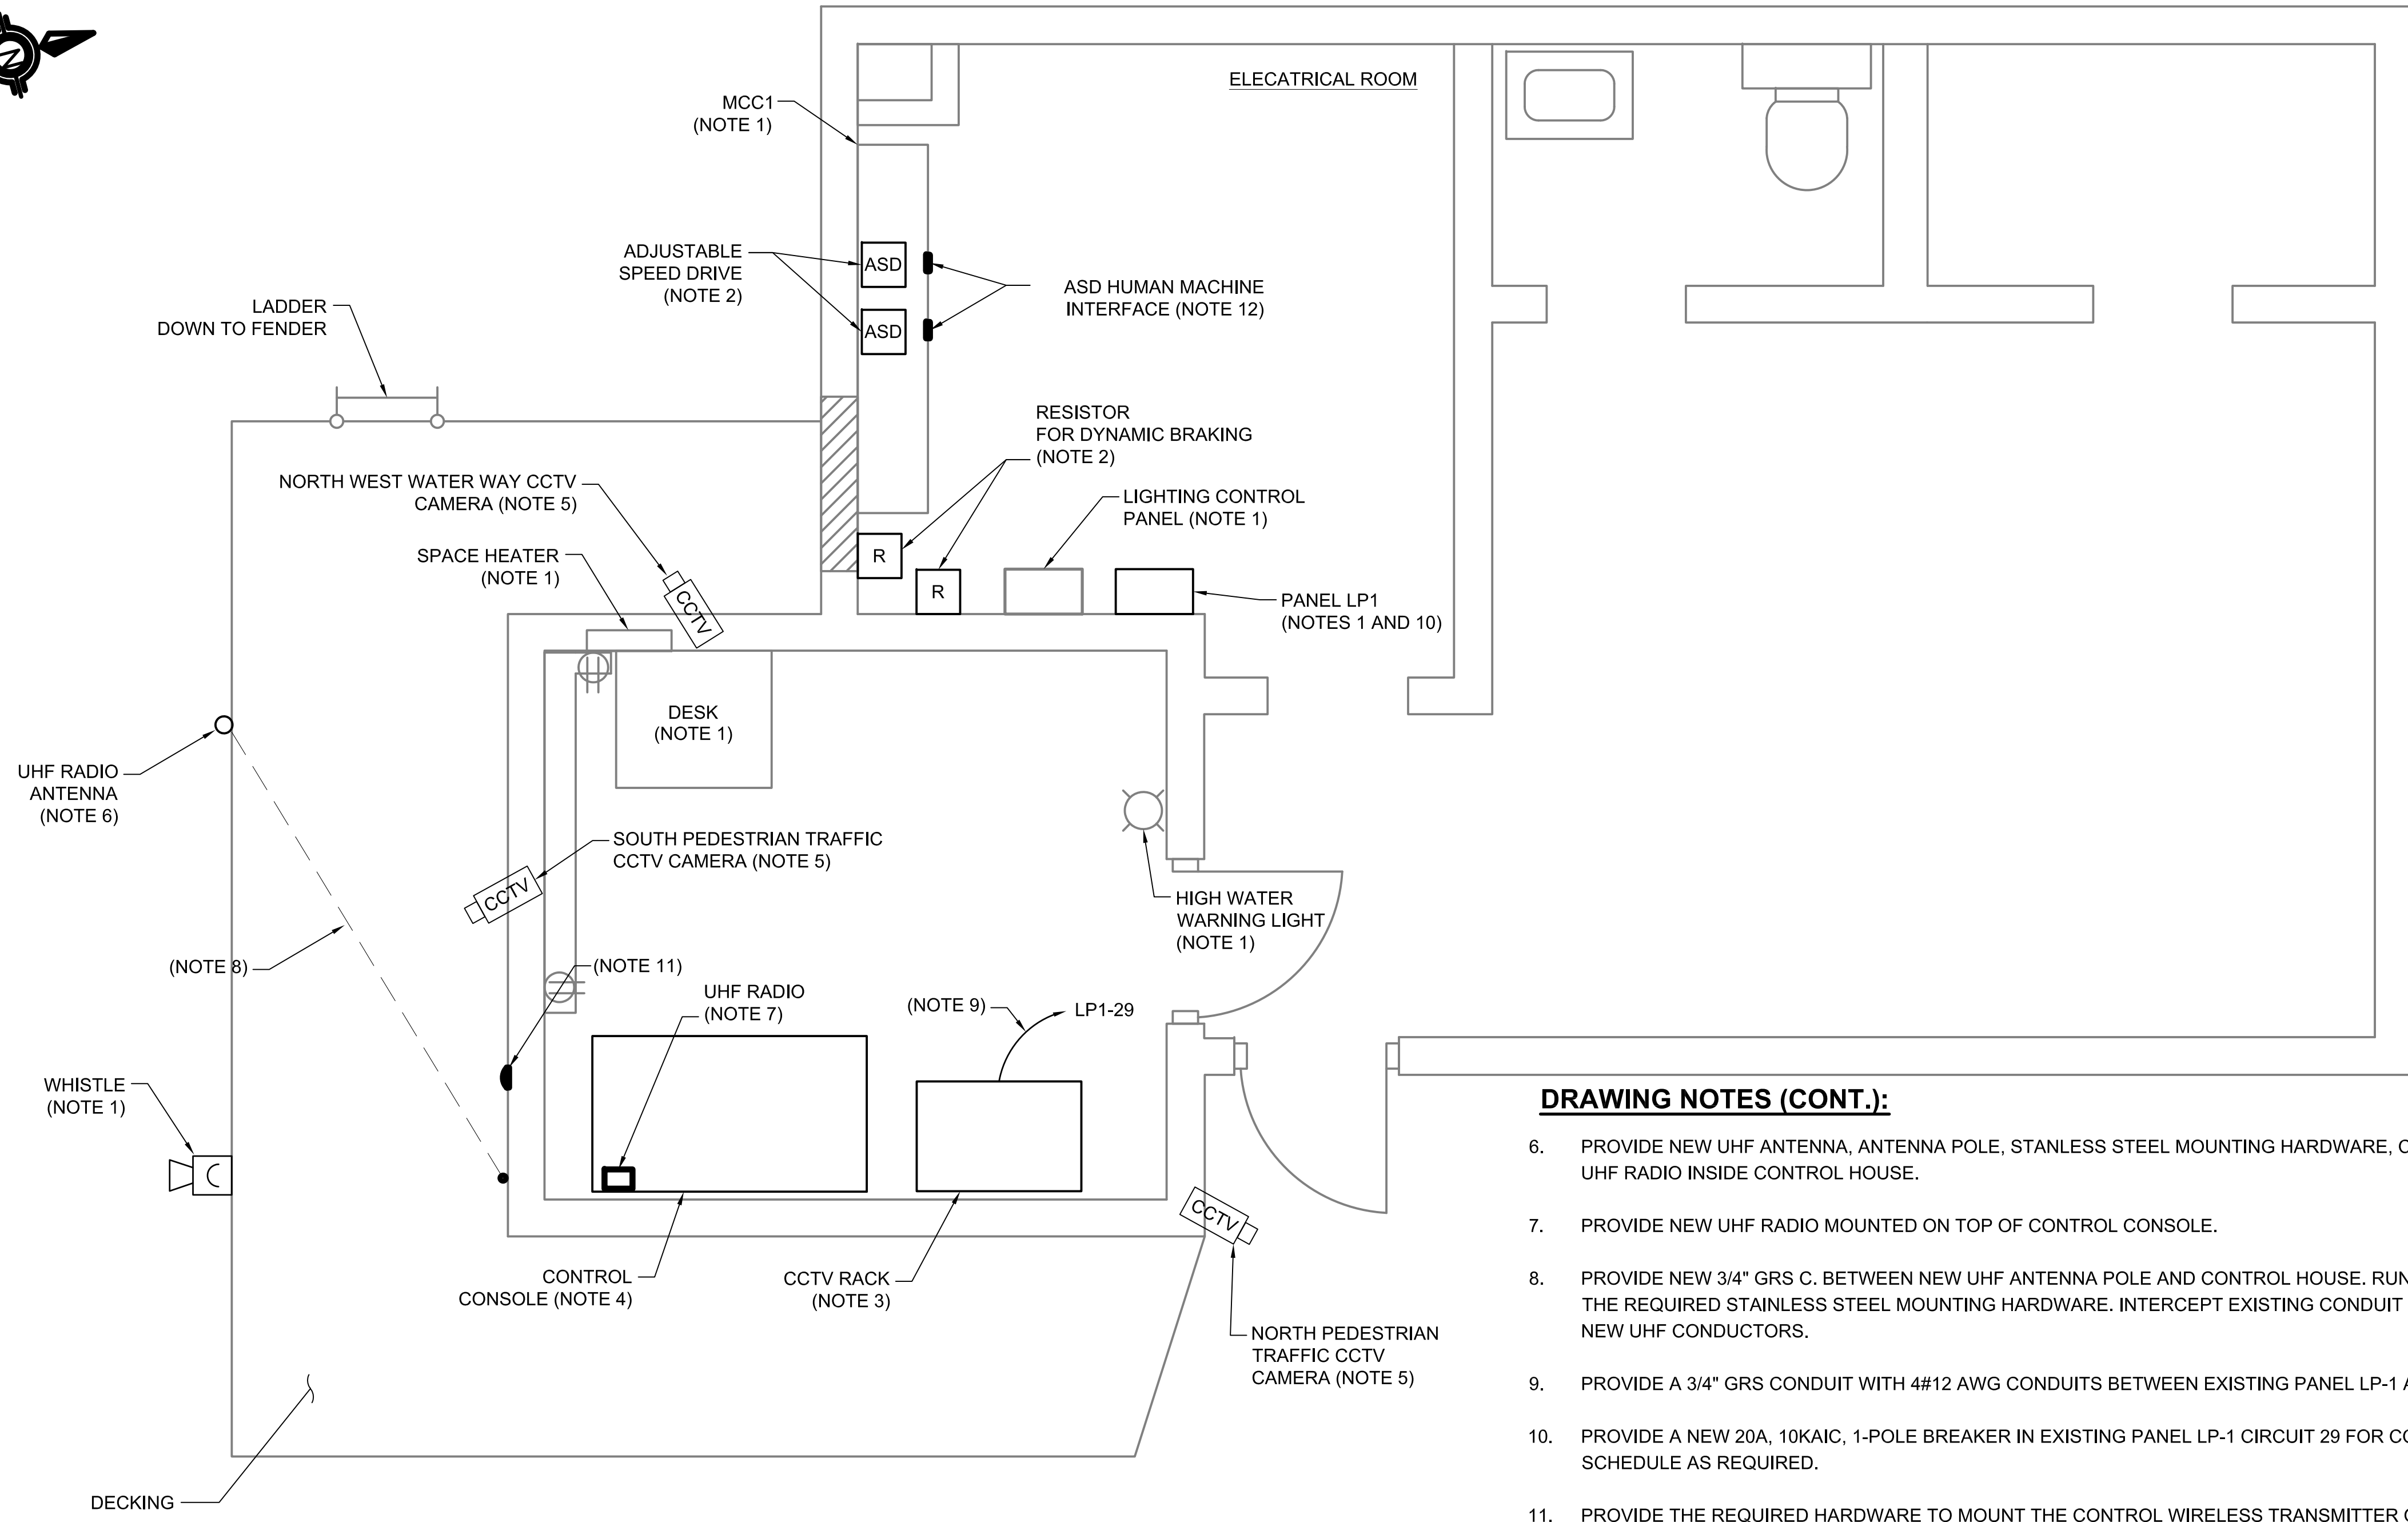 N
ELECATRICAL ROOM
MCC1
(NOTE 1)
ADJUSTABLE
SPEED DRIVE
(NOTE 2)
ASD
ASD
ASD HUMAN MACHINE
INTERFACE (NOTE 12)
LADDER
DOWN TO FENDER
RESISTOR
FOR DYNAMIC BRAKING
(NOTE 2)
NORTH WEST WATER WAY CCTV
CAMERA (NOTE 5)
LIGHTING CONTROL
PANEL (NOTE 1)
SPACE HEATER
(NOTE 1)
CCTV
R
R
PANEL LP1
(NOTES 1 AND 10)
DESK
(NOTE 1)
UHF RADIO
ANTENNA
(NOTE 6)
SOUTH PEDESTRIAN TRAFFIC
CCTV CAMERA (NOTE 5)
CCTV
HIGH WATER
WARNING LIGHT
(NOTE 1)
(NOTE 8)
(NOTE 11)
UHF RADIO
(NOTE 7)
(NOTE 9)
LP1-29
WHISTLE
(NOTE 1)
CCTV
CONTROL
CONSOLE (NOTE 4)
CCTV RACK
(NOTE 3)
NORTH PEDESTRIAN
TRAFFIC CCTV
CAMERA (NOTE 5)
DECKING
DRAWING NOTES (CONT.):
6. PROVIDE NEW UHF ANTENNA, ANTENNA POLE, STANLESS STEEL MOUNTING HARDWARE,
UHF RADIO INSIDE CONTROL HOUSE.
7. PROVIDE NEW UHF RADIO MOUNTED ON TOP OF CONTROL CONSOLE.
8. PROVIDE NEW 3/4" GRS C. BETWEEN NEW UHF ANTENNA POLE AND CONTROL HOUSE. RUN
THE REQUIRED STAINLESS STEEL MOUNTING HARDWARE. INTERCEPT EXISTING CONDUIT
NEW UHF CONDUCTORS.
9. PROVIDE A 3/4" GRS CONDUIT WITH 4#12 AWG CONDUITS BETWEEN EXISTING PANEL LP-1
10. PROVIDE A NEW 20A, 10KAIC, 1-POLE BREAKER IN EXISTING PANEL LP-1 CIRCUIT 29 FOR
SCHEDULE AS REQUIRED.
11. PROVIDE THE REQUIRED HARDWARE TO MOUNT THE CONTROL WIRELESS TRANSMITTER